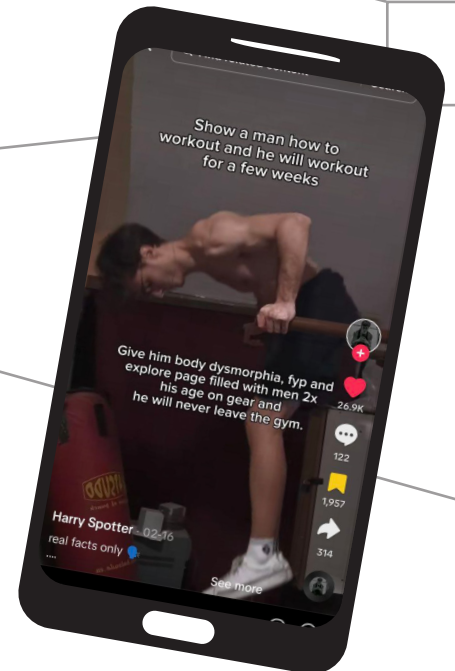 Show a man how to
workout and he will workout
for a few weeks
Give him body dysmorphia, fyp and
explore page filled with men 2x
his age on gear and
he will never leave the gym.
26.9K
122
1,957
314
Harry Spotter · 02-16
real facts only 🗣
....
See more